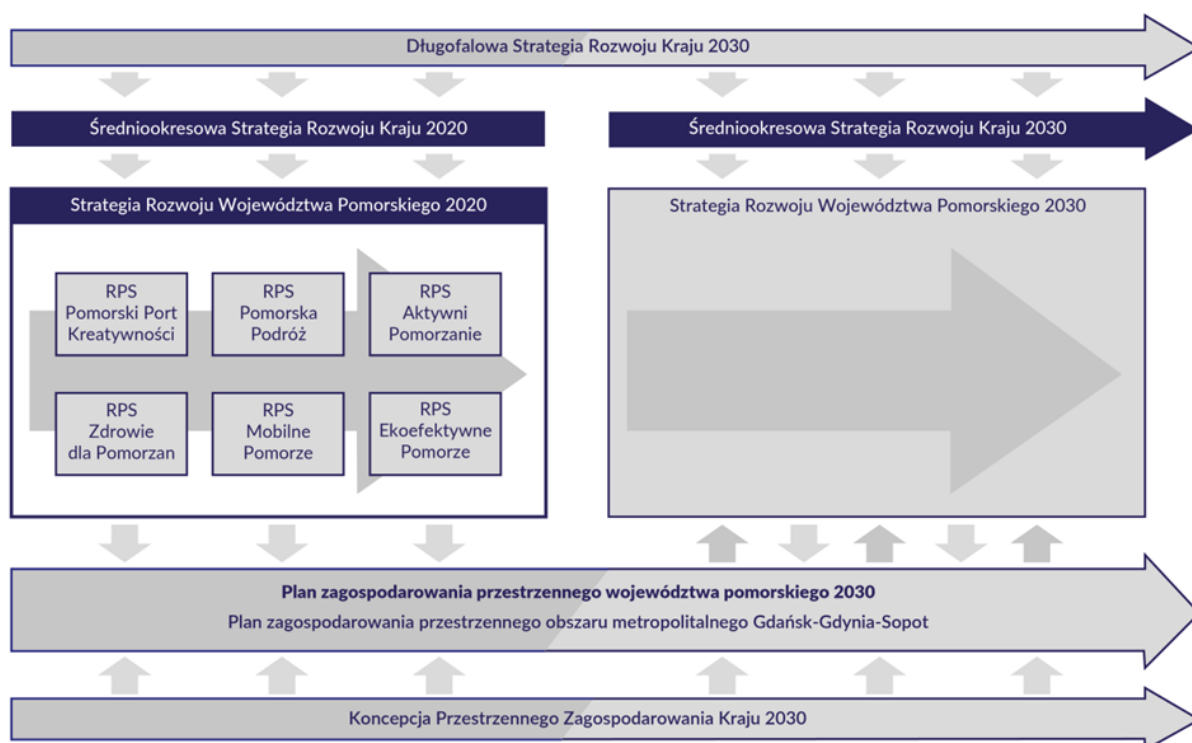 Długofalowa Strategia Rozwoju Kraju 2030
Średniookresowa Strategia Rozwoju Kraju 2020
Średniookresowa Strategia Rozwoju Kraju 2030
Strategia Rozwoju Województwa Pomorskiego 2020
RPS
Pomorski Port
Kreatywności
RPS
Pomorska
Podróż
RPS
Aktywni
Pomorzanie
RPS
Zdrowie
dla Pomorzan
RPS
Mobilne
Pomorze
RPS
Ekoefektywne
Pomorze
Strategia Rozwoju Województwa Pomorskiego 2030
Plan zagospodarowania przestrzennego województwa pomorskiego 2030
Plan zagospodarowania przestrzennego obszaru metropolitalnego Gdańsk-Gdynia-Sopot
Koncepcja Przestrzennego Zagospodarowania Kraju 2030